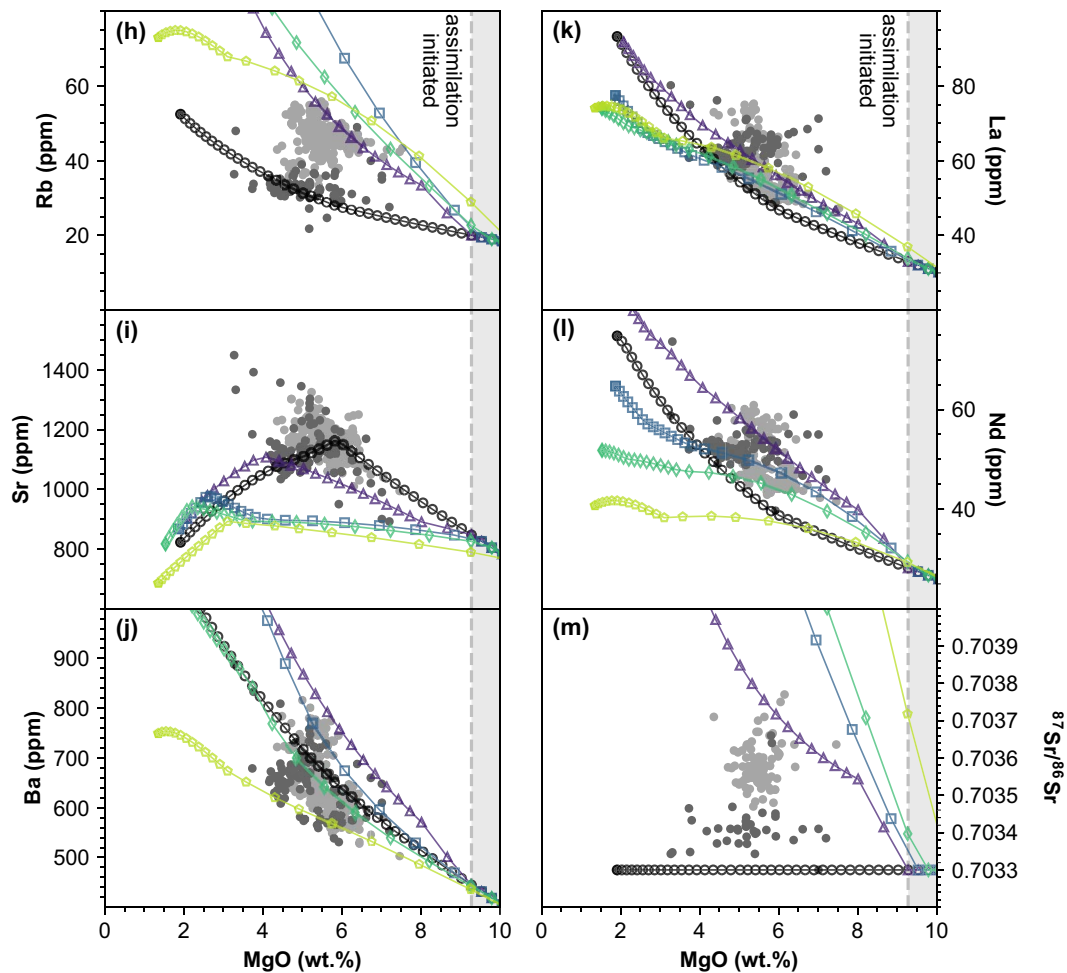 (h)
assimilation
initiated
60
40
20
Rb (ppm)
(k)
assimilation
initiated
80
60
40
La (ppm)
(i)
1400
1200
1000
800
Sr (ppm)
(l)
60
40
Nd (ppm)
(j)
900
800
700
600
500
Ba (ppm)
0 2 4 6 8 10
MgO (wt.%)
(m)
0.7039
0.7038
0.7037
0.7036
0.7035
0.7034
0.7033
⁸⁷Sr/⁸⁶Sr
2 4 6 8 10
MgO (wt.%)